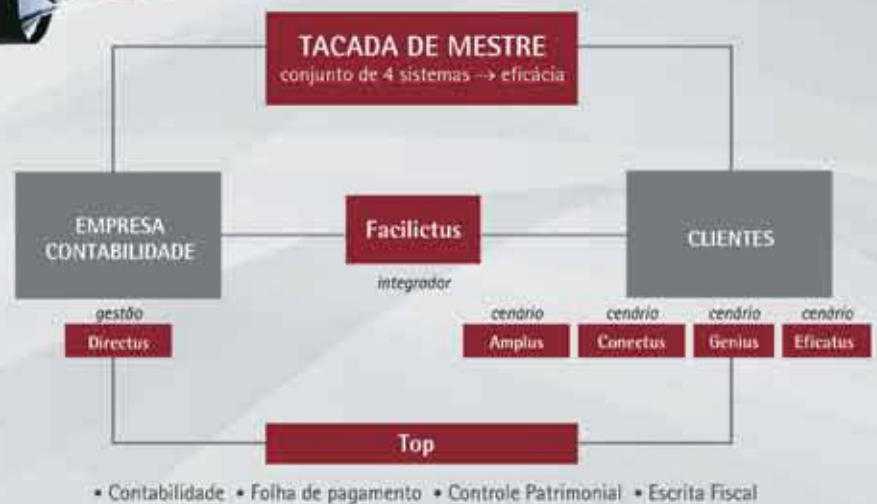 TACADA DE MESTRE
conjunto de 4 sistemas → eficácia
EMPRESA
CONTABILIDADE
Facilictus
integrador
CLIENTES
gestão
Directus
cenário
Amplus
cenário
Conectus
cenário
Genius
cenário
Eficatus
Top
• Contabilidade • Folha de pagamento • Controle Patrimonial • Escrita Fiscal